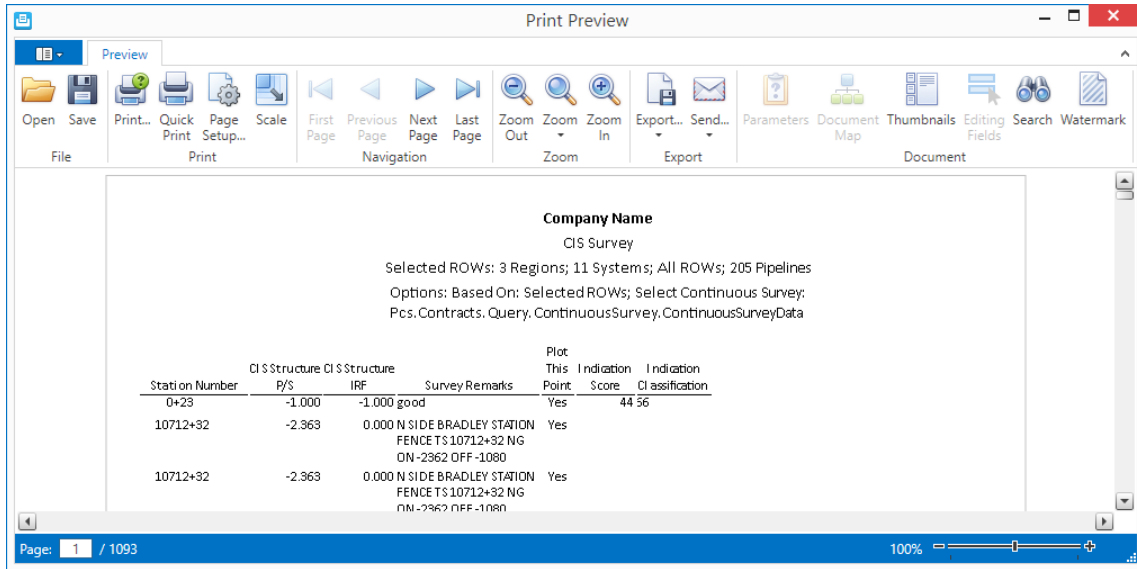 Print Preview
Preview
Open Save Print... Quick Print Page Setup... Scale First Page Previous Page Next Page Last Page Zoom Out Zoom Zoom In Export... Send... Parameters Document Map Thumbnails Editing Fields Search Watermark
File Print Navigation Zoom Export Document
Company Name
CIS Survey
Selected ROWs: 3 Regions; 11 Systems; All ROWs; 205 Pipelines
Options: Based On: Selected ROWs; Select Continuous Survey:
Pcs.Contracts.Query.ContinuousSurvey.ContinuousSurveyData
Plot
CIS Structure CIS Structure This Indication Indication
Station Number P/S IRF Survey Remarks Point Score Classification
0+23 -1.000 -1.000 good Yes 44 56
10712+32 -2.363 0.000 N SIDE BRADLEY STATION Yes
FENCE TS 10712+32 NG
ON -2362 OFF -1080
10712+32 -2.363 0.000 N SIDE BRADLEY STATION Yes
FENCE TS 10712+32 NG
ON -2362 OFF -1080
Page: 1 / 1093 100%